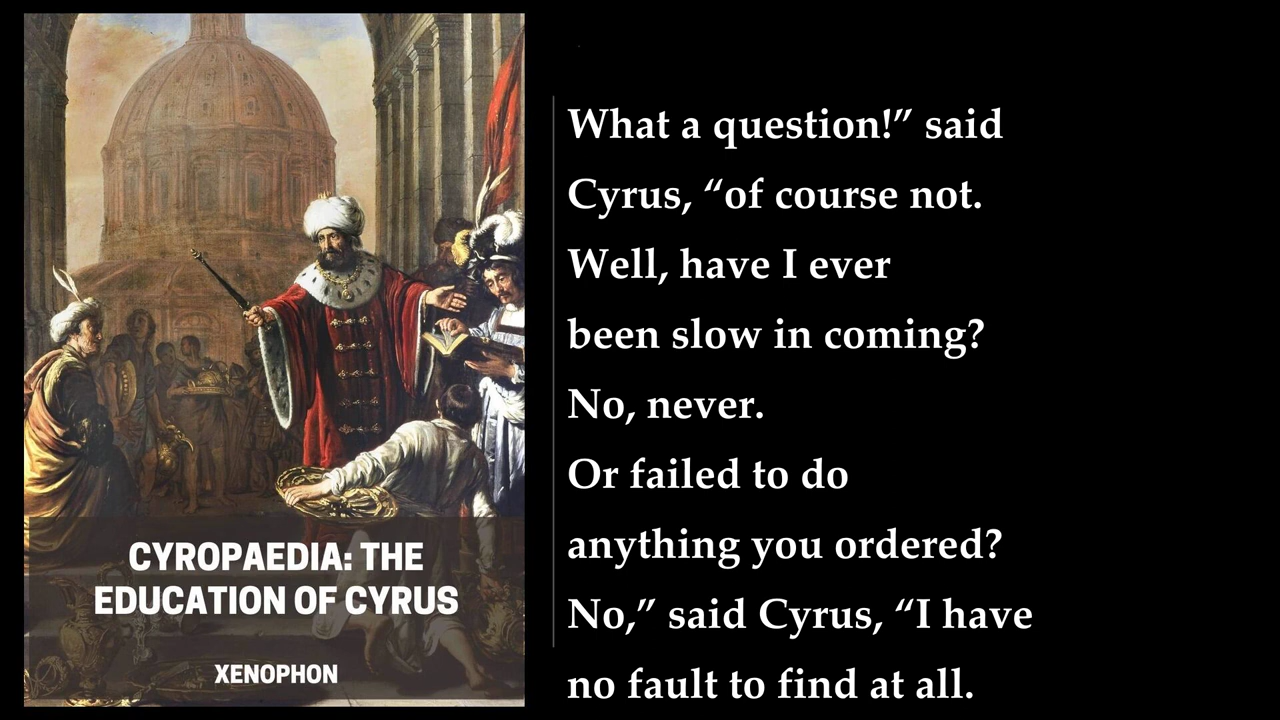 CYROPAEDIA: THE
EDUCATION OF CYRUS
XENOPHON
What a question!” said
Cyrus, “of course not.
Well, have I ever
been slow in coming?
No, never.
Or failed to do
anything you ordered?
No,” said Cyrus, “I have
no fault to find at all.